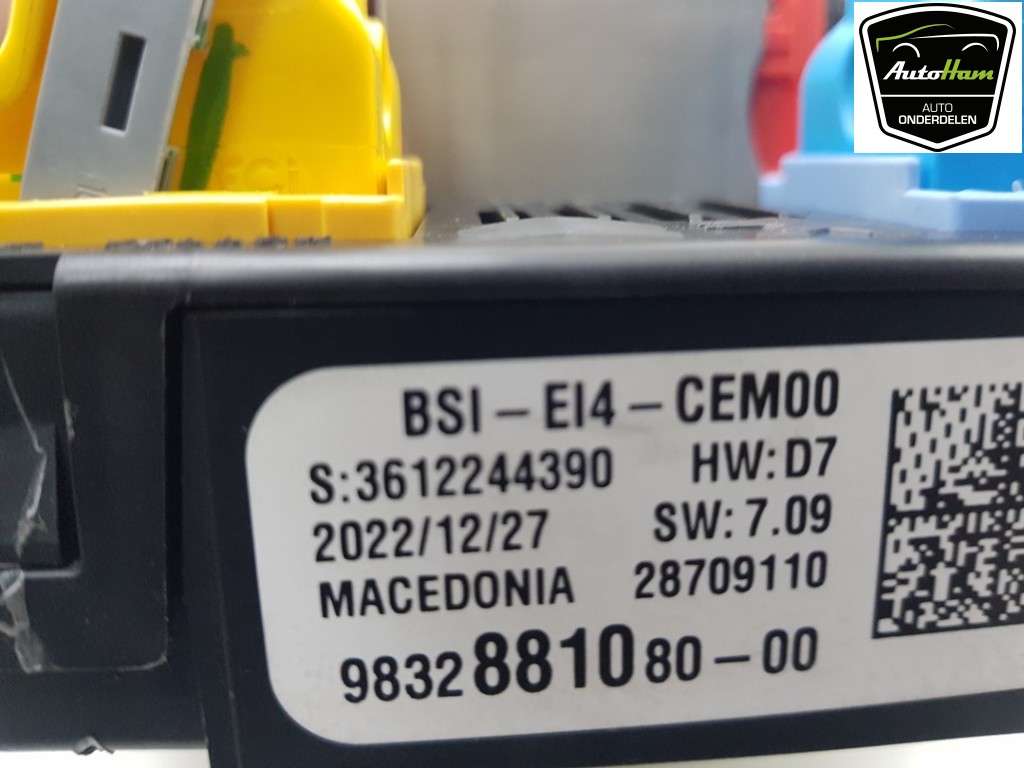 AutoHam
AUTO
ONDERDELEN
BSI-EI4-CEM00
S:3612244390 HW:D7
2022/12/27 SW:7.09
MACEDONIA 28709110
9832881080-00